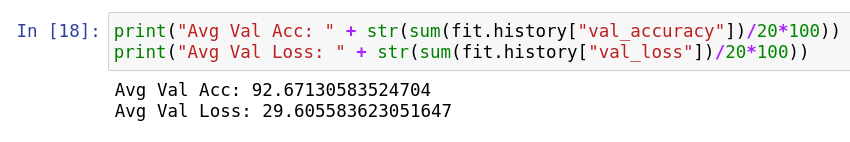 In [18]: print("Avg Val Acc: " + str(sum(fit.history["val_accuracy"])/20*100))
print("Avg Val Loss: " + str(sum(fit.history["val_loss"])/20*100))
Avg Val Acc: 92.67130583524704
Avg Val Loss: 29.605583623051647